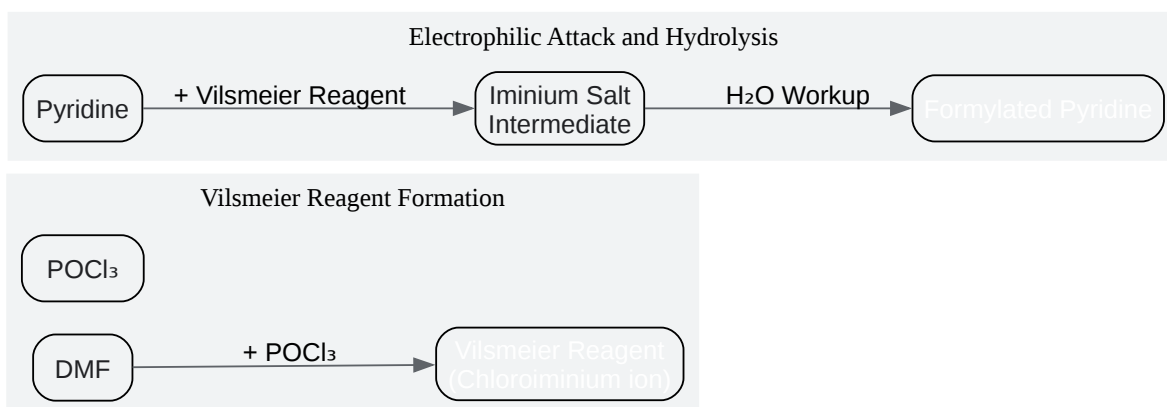 Electrophilic Attack and Hydrolysis
Pyridine
+ Vilsmeier Reagent
Iminium Salt
Intermediate
H₂O Workup
Formylated Pyridine
Vilsmeier Reagent Formation
POCl₃
DMF
+ POCl₃
Vilsmeier Reagent
(Chloroiminium ion)